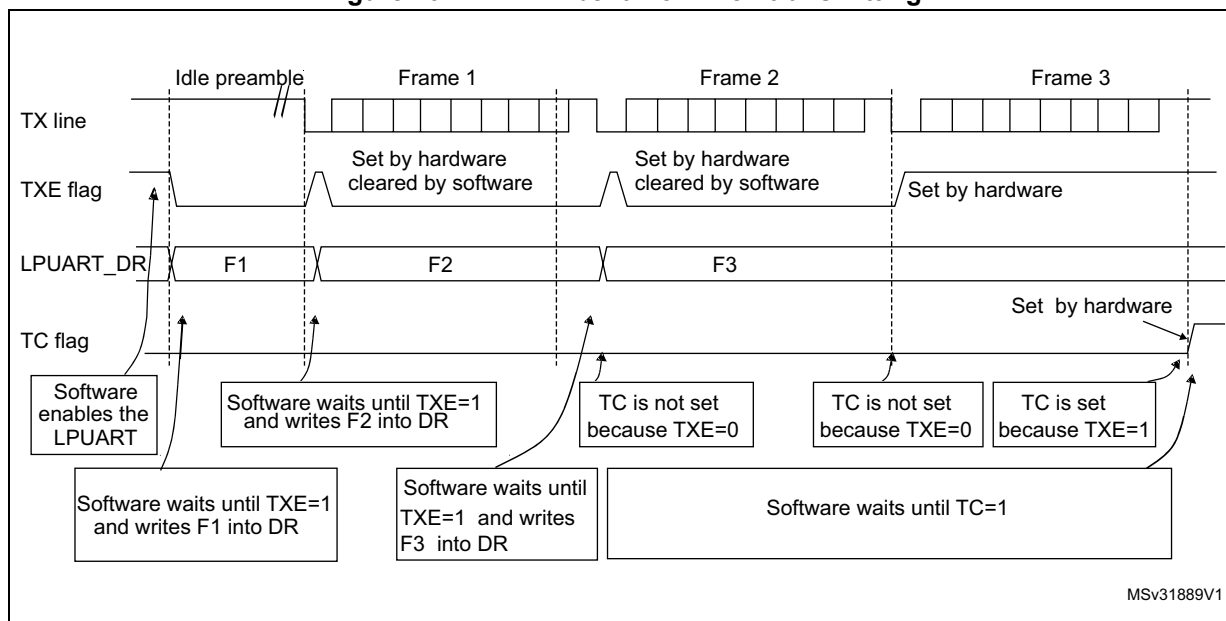 Idle preamble
Frame 1
Frame 2
Frame 3
TX line
TXE flag
Set by hardware
cleared by software
Set by hardware
cleared by software
Set by hardware
LPUART_DR
F1
F2
F3
TC flag
Set by hardware
Software
enables the
LPUART
Software waits until TXE=1
and writes F2 into DR
TC is not set
because TXE=0
TC is not set
because TXE=0
TC is set
because TXE=1
Software waits until TXE=1
and writes F1 into DR
Software waits until
TXE=1 and writes
F3 into DR
Software waits until TC=1
MSv31889V1